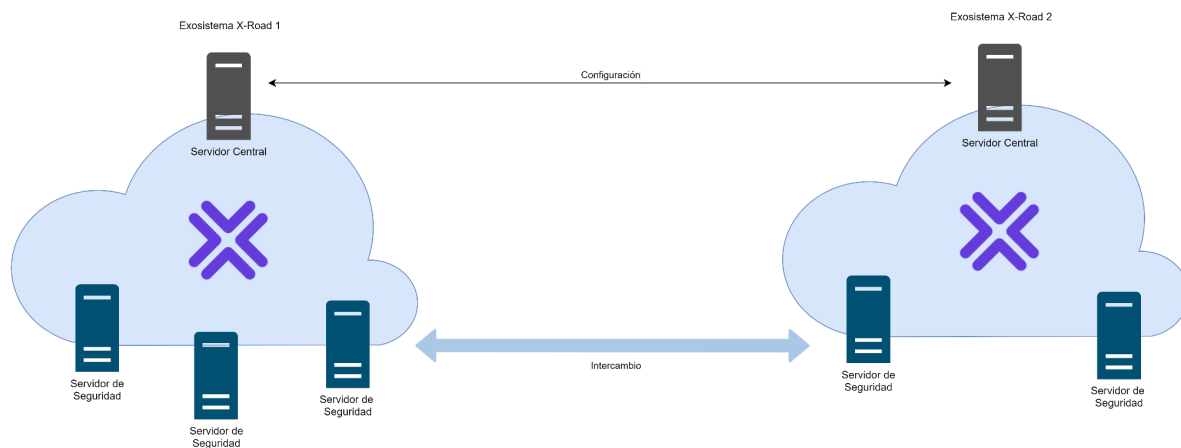 Exosistema X-Road 1
Exosistema X-Road 2
Configuración
Servidor Central
Servidor Central
Intercambio
Servidor de
Seguridad
Servidor de
Seguridad
Servidor de
Seguridad
Servidor de
Seguridad
Servidor de
Seguridad